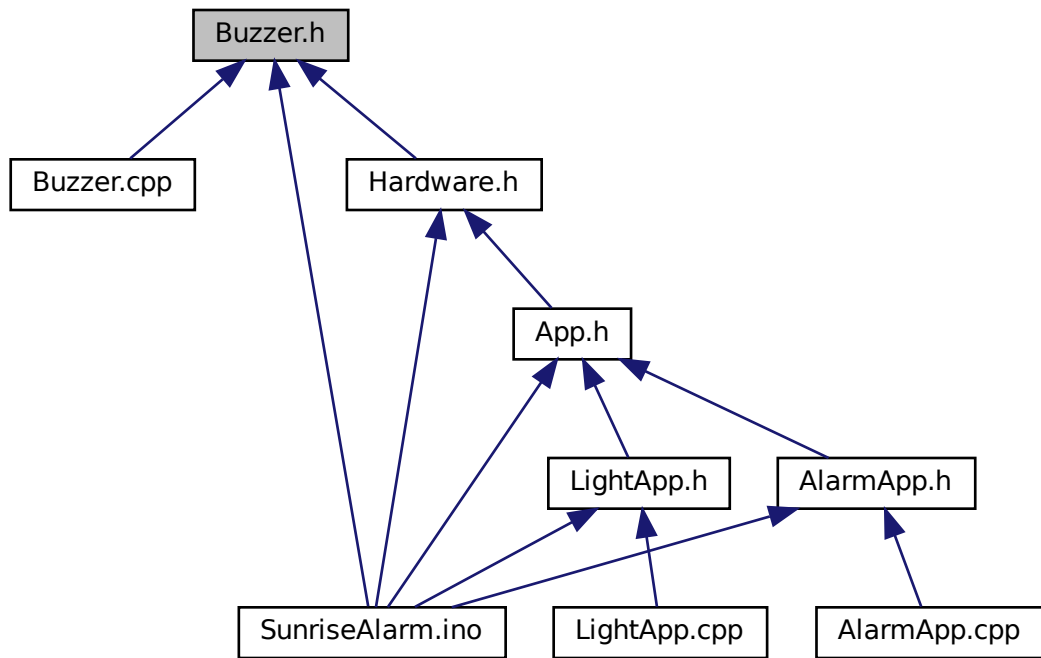 Buzzer.h
Buzzer.cpp
Hardware.h
App.h
LightApp.h
AlarmApp.h
SunriseAlarm.ino
LightApp.cpp
AlarmApp.cpp